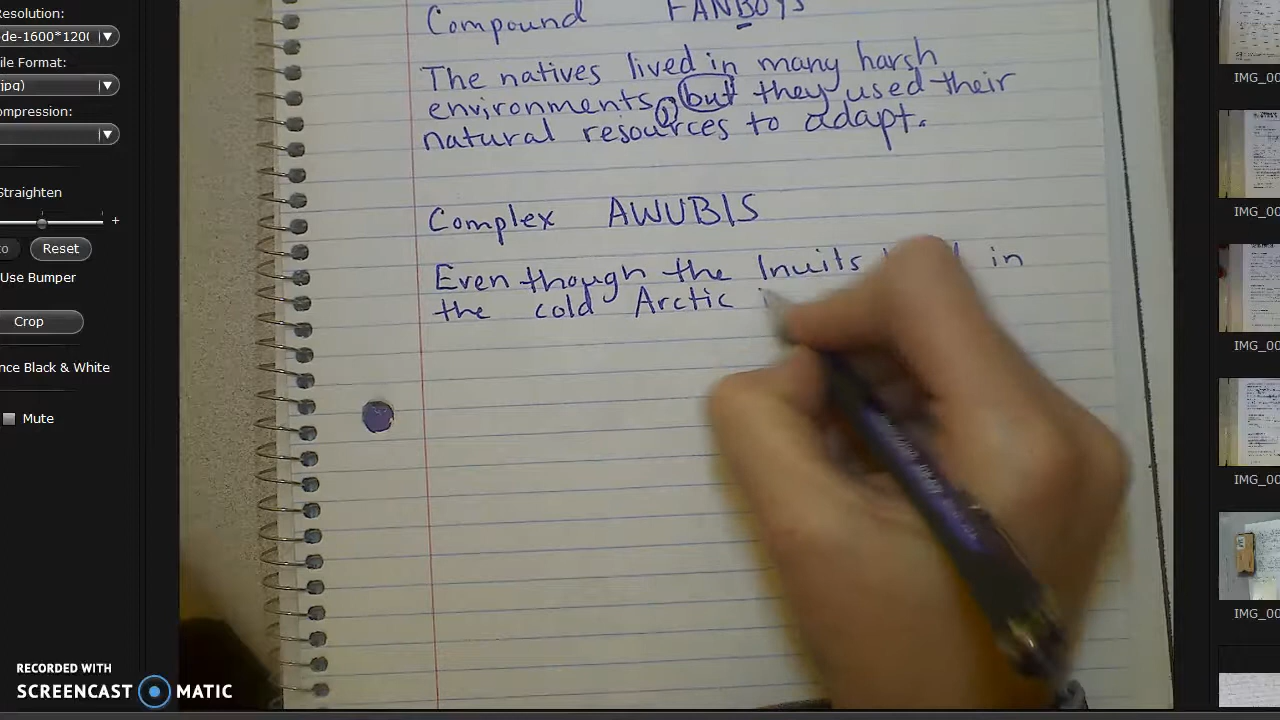 Resolution:
de-1600*120(
ile Format:
jpg)
ompression:
Straighten
+
Reset
Use Bumper
Crop
nce Black & White
Mute
Compound FANBOYS
The natives lived in many harsh
environments, but they used their
natural resources to adapt.
Complex AWUBIS
Even though the Inuits in
the cold Arctic
IMG_00
IMG_00
IMG_00
IMG_00
IMG_00
RECORDED WITH
SCREENCAST MATIC